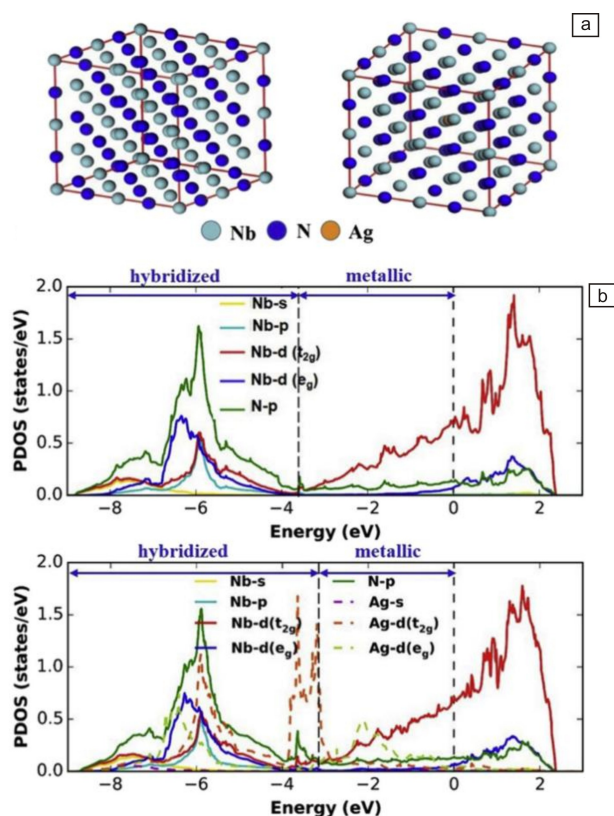 a
Nb N Ag
b
hybridized metallic
PDOS (states/eV)
2.0
1.5
1.0
0.5
0.0
Nb-s
Nb-p
Nb-d (t2g)
Nb-d (eg)
N-p
−8 −6 −4 −2 0 2
Energy (eV)
hybridized metallic
PDOS (states/eV)
2.0
1.5
1.0
0.5
0.0
Nb-s N-p
Nb-p Ag-s
Nb-d(t2g) Ag-d(t2g)
Nb-d(eg) Ag-d(eg)
−8 −6 −4 −2 0 2
Energy (eV)